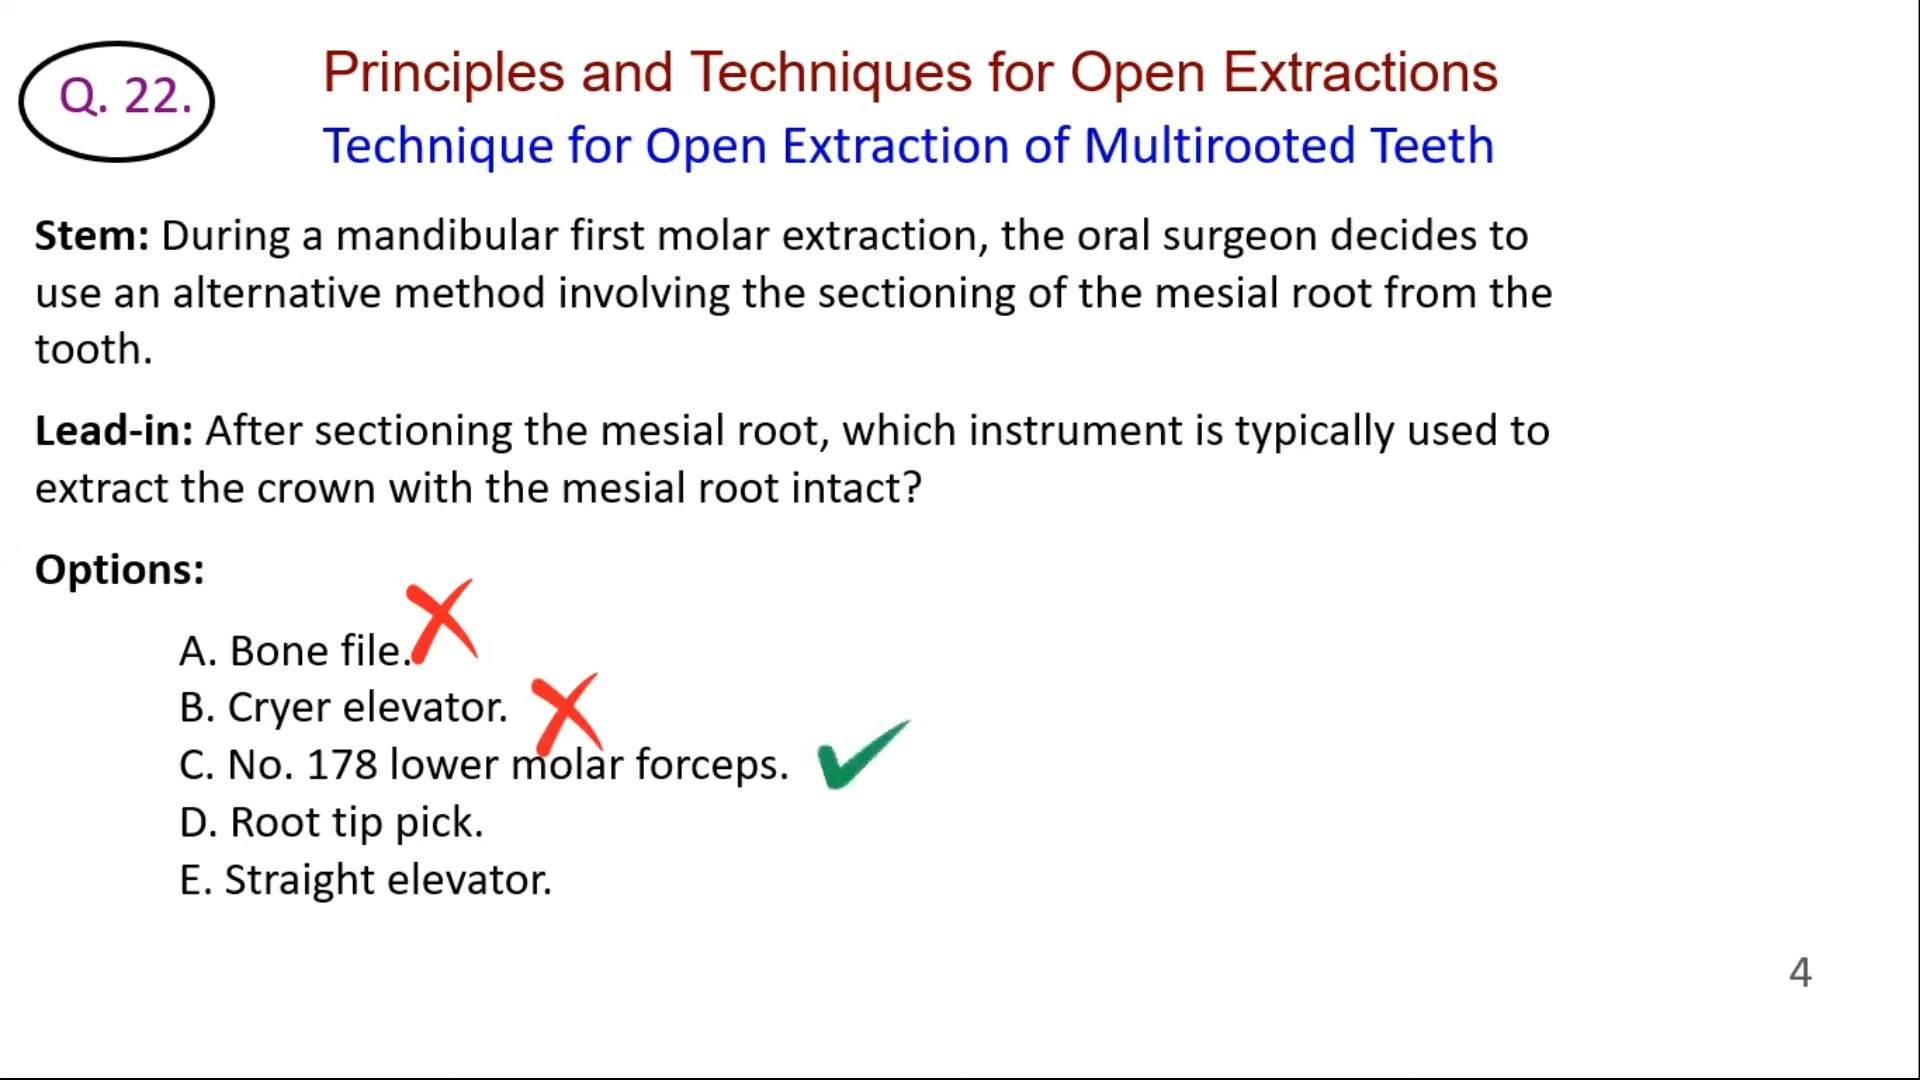 Q. 22.
Principles and Techniques for Open Extractions
Technique for Open Extraction of Multirooted Teeth
Stem: During a mandibular first molar extraction, the oral surgeon decides to
use an alternative method involving the sectioning of the mesial root from the
tooth.
Lead-in: After sectioning the mesial root, which instrument is typically used to
extract the crown with the mesial root intact?
Options:
A. Bone file.
B. Cryer elevator.
C. No. 178 lower molar forceps.
D. Root tip pick.
E. Straight elevator.
4